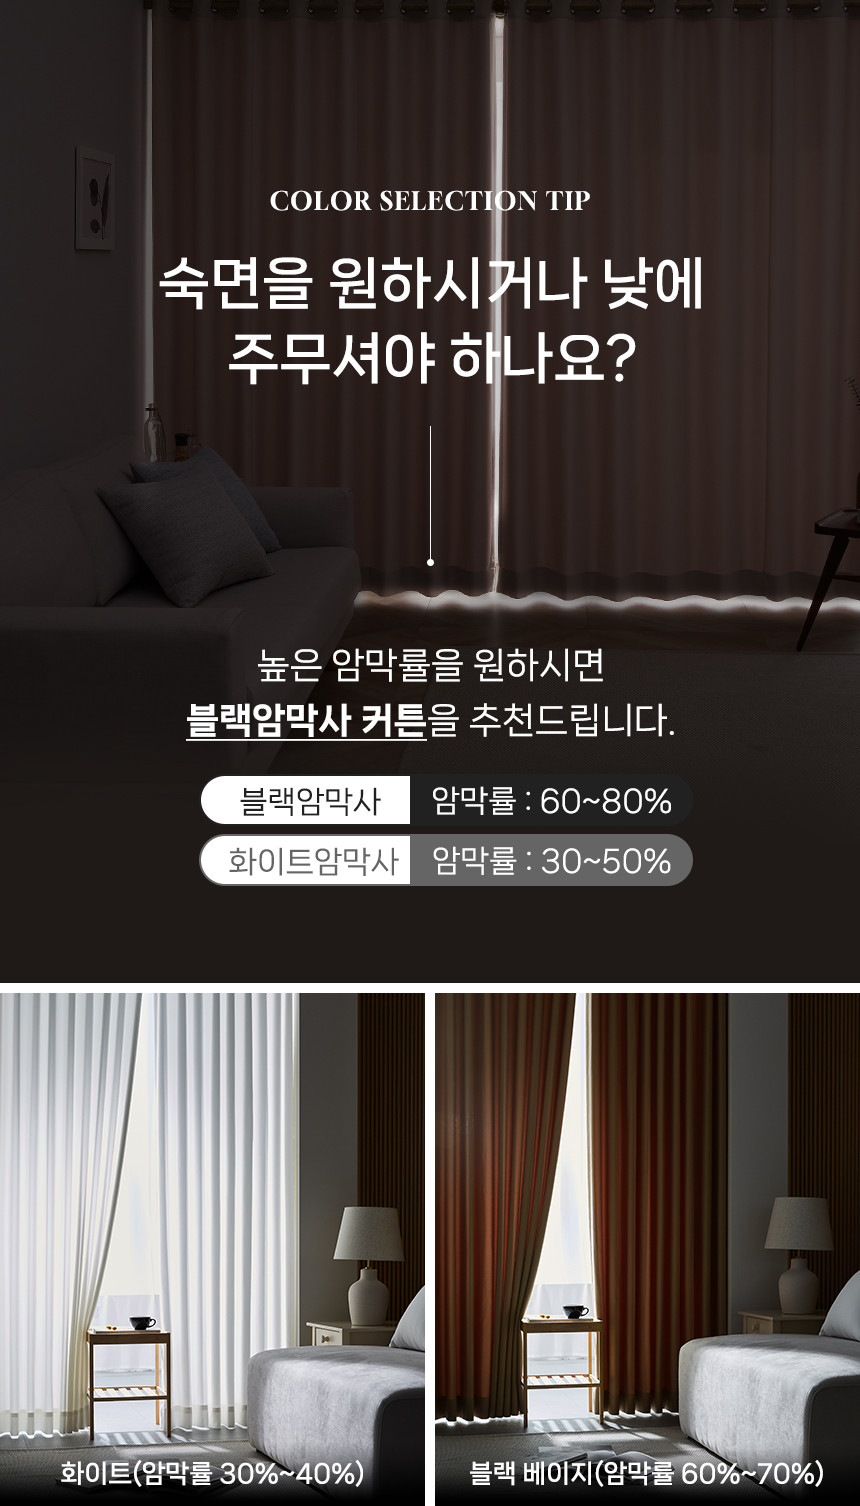 COLOR SELECTION TIP
숙면을 원하시거나 낮에
주무셔야 하나요?
높은 암막률을 원하시면
블랙암막사 커튼을 추천드립니다.
블랙암막사 암막률 : 60~80%
화이트암막사 암막률 : 30~50%
화이트(암막률 30%~40%)
블랙 베이지(암막률 60%~70%)